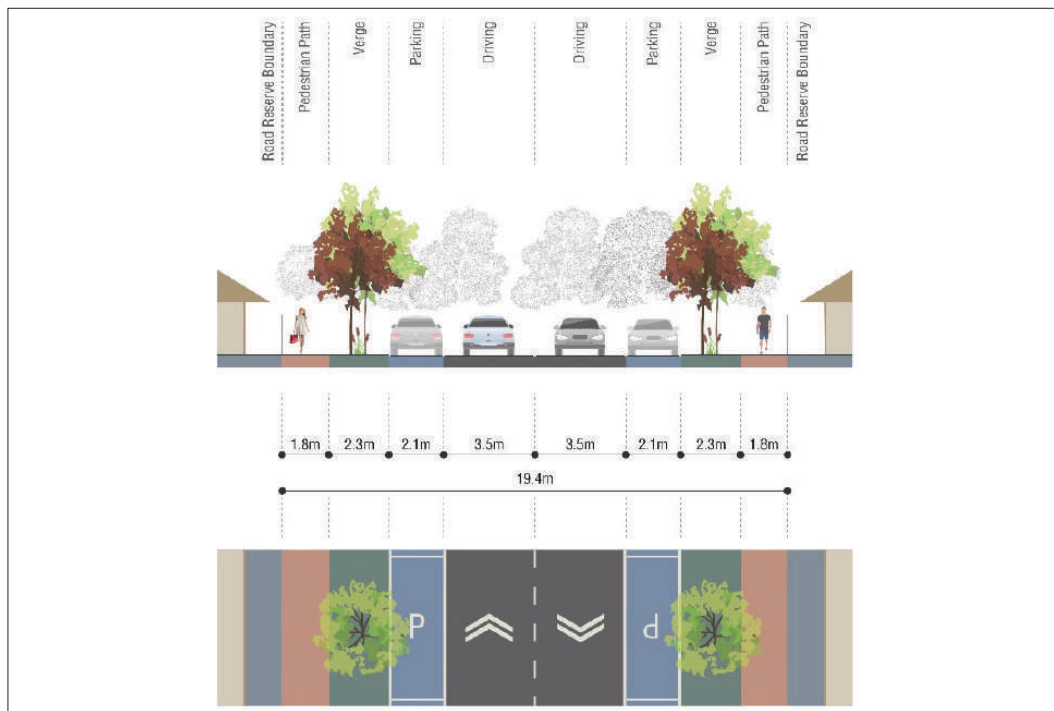 Road Reserve Boundary
Pedestrian Path
Verge
Parking
Driving
Driving
Parking
Verge
Pedestrian Path
Road Reserve Boundary
1.8m
2.3m
2.1m
3.5m
3.5m
2.1m
2.3m
1.8m
19.4m
P
P